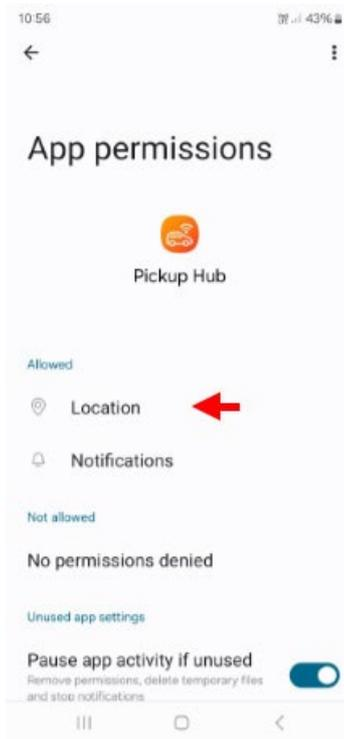 10:56
43%
App permissions
Pickup Hub
Allowed
Location
Notifications
Not allowed
No permissions denied
Unused app settings
Pause app activity if unused
Remove permissions, delete temporary files
and stop notifications